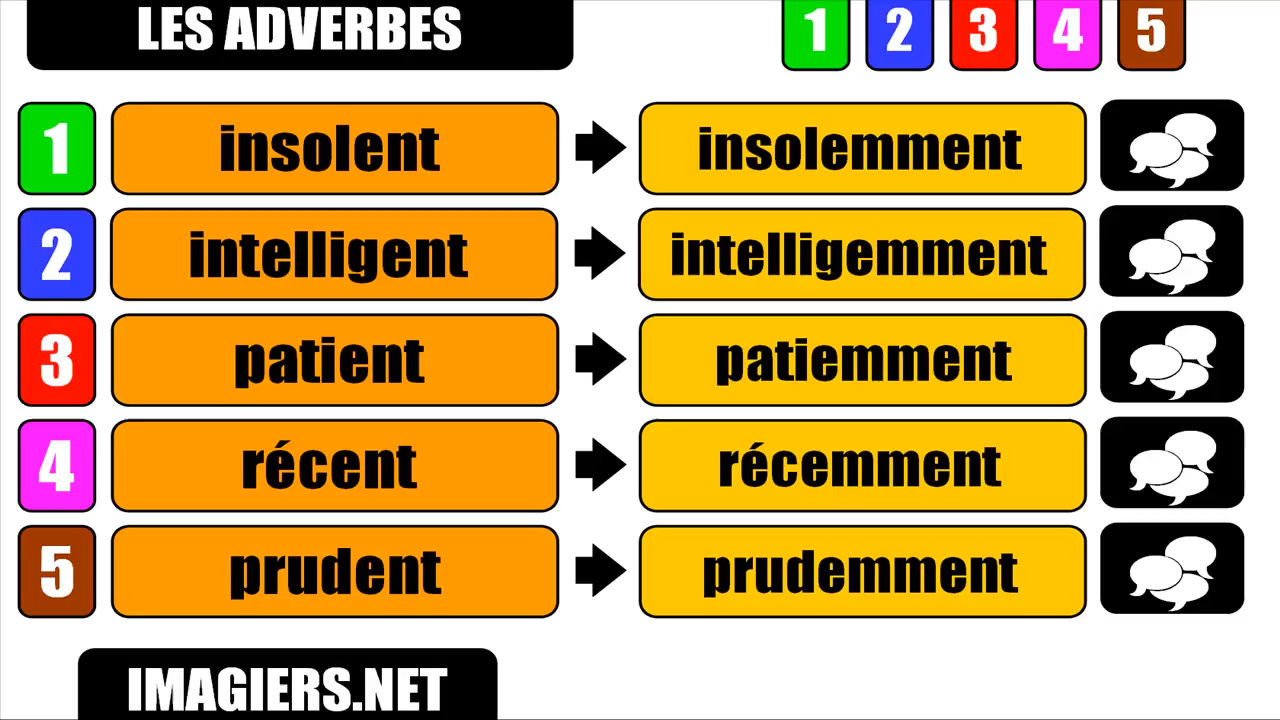 LES ADVERBES
1 2 3 4 5
1 insolent insolemment
2 intelligent intelligemment
3 patient patiemment
4 récent récemment
5 prudent prudemment
IMAGIERS.NET